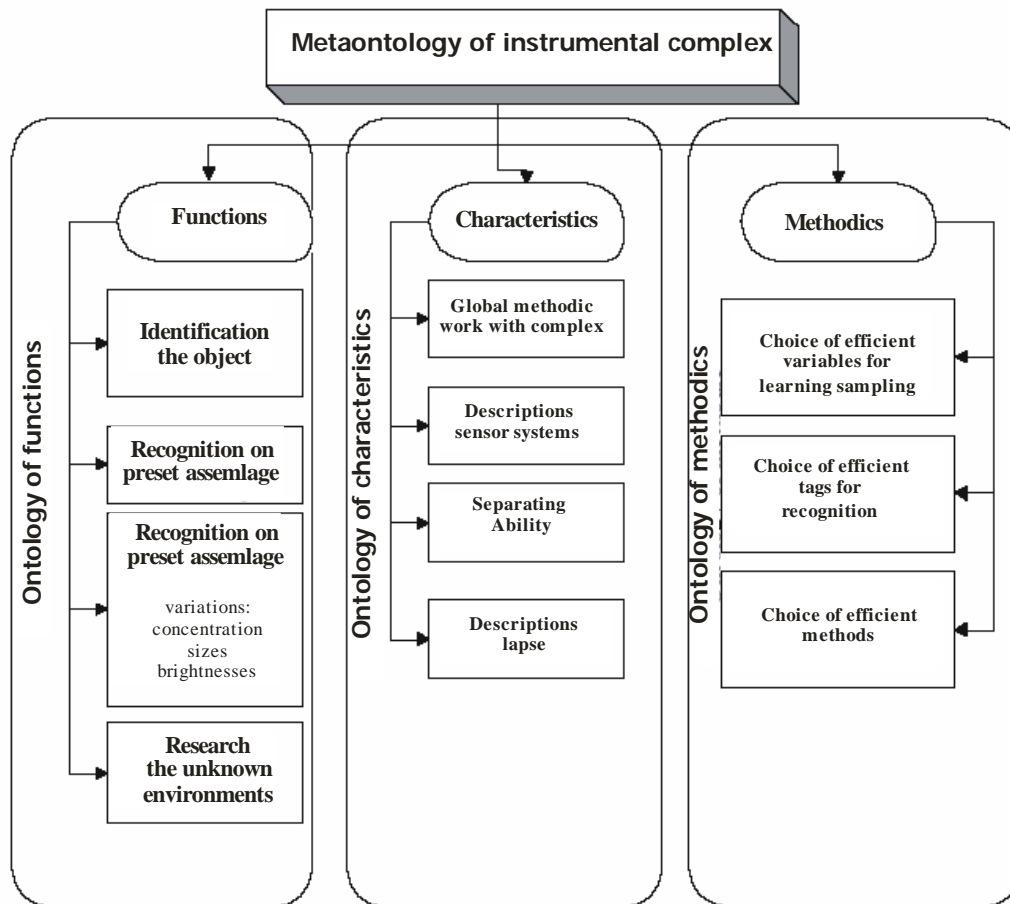 Metaontology of instrumental complex
Ontology of functions
Functions
Identification
the object
Recognition on
preset assemlage
Recognition on
preset assemlage
variations:
concentration
sizes
brightnesses
Research
the unknown
environments
Ontology of characteristics
Characteristics
Global methodic
work with complex
Descriptions
sensor systems
Separating
Ability
Descriptions
lapse
Ontology of methodics
Methodics
Choice of efficient
variables for
learning sampling
Choice of efficient
tags for
recognition
Choice of efficient
methods